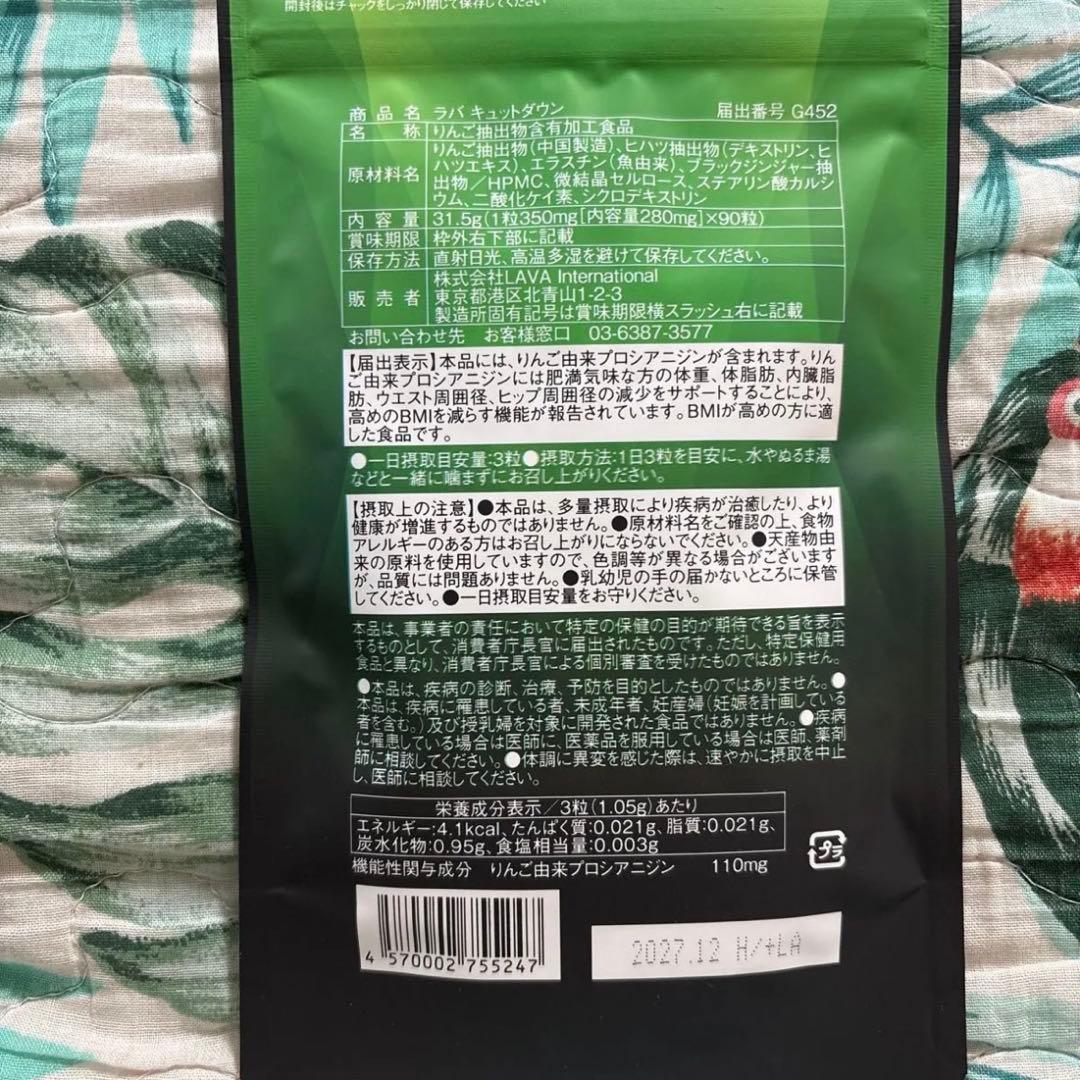 開封後はチャックをしっかり閉じて保存してください
商品名 ラバ キュットダウン 届出番号 G452
名称 りんご抽出物含有加工食品
原材料名 りんご抽出物(中国製造)、ヒハツ抽出物(デキストリン、ヒ
ハツエキス)、エラスチン(魚由来)、ブラックジンジャー抽
出物/HPMC、微結晶セルロース、ステアリン酸カルシ
ウム、二酸化ケイ素、シクロデキストリン
内容量 31.5g(1粒350mg[内容量280mg]×90粒)
賞味期限 枠外右下部に記載
保存方法 直射日光、高温多湿を避けて保存してください。
販売者 株式会社LAVA International
東京都港区北青山1-2-3
製造所固有記号は賞味期限横スラッシュ右に記載
お問い合わせ先 お客様窓口 03-6387-3577
【届出表示】本品には、りんご由来プロシアニジンが含まれます。りん
ご由来プロシアニジンには肥満気味な方の体重、体脂肪、内臓脂
肪、ウエスト周囲径、ヒップ周囲径の減少をサポートすることにより、
高めのBMIを減らす機能が報告されています。BMIが高めの方に適
した食品です。
●一日摂取目安量:3粒●摂取方法:1日3粒を目安に、水やぬるま湯
などと一緒に噛まずにお召し上がりください。
【摂取上の注意】●本品は、多量摂取により疾病が治癒したり、より
健康が増進するものではありません。●原材料名をご確認の上、食物
アレルギーのある方はお召し上がりにならないでください。●天産物由
来の原料を使用していますので、色調等が異なる場合がございます
が、品質には問題ありません。●乳幼児の手の届かないところに保管
してください。●一日摂取目安量をお守りください。
本品は、事業者の責任において特定の保健の目的が期待できる旨を表示
するものとして、消費者庁長官に届出されたものです。ただし、特定保健用
食品と異なり、消費者庁長官による個別審査を受けたものではありません。
●本品は、疾病の診断、治療、予防を目的としたものではありません。●
本品は、疾病に罹患している者、未成年者、妊産婦(妊娠を計画している
者を含む。)及び授乳婦を対象に開発された食品ではありません。●疾病
に罹患している場合は医師に、医薬品を服用している場合は医師、薬剤
師に相談してください。●体調に異変を感じた際は、速やかに摂取を中止
し、医師に相談してください。
栄養成分表示/3粒(1.05g)あたり
エネルギー:4.1kcal、たんぱく質:0.021g、脂質:0.021g、
炭水化物:0.95g、食塩相当量:0.003g
機能性関与成分 りんご由来プロシアニジン 110mg
プラ
4 570002 755247
2027.12 H/+LA